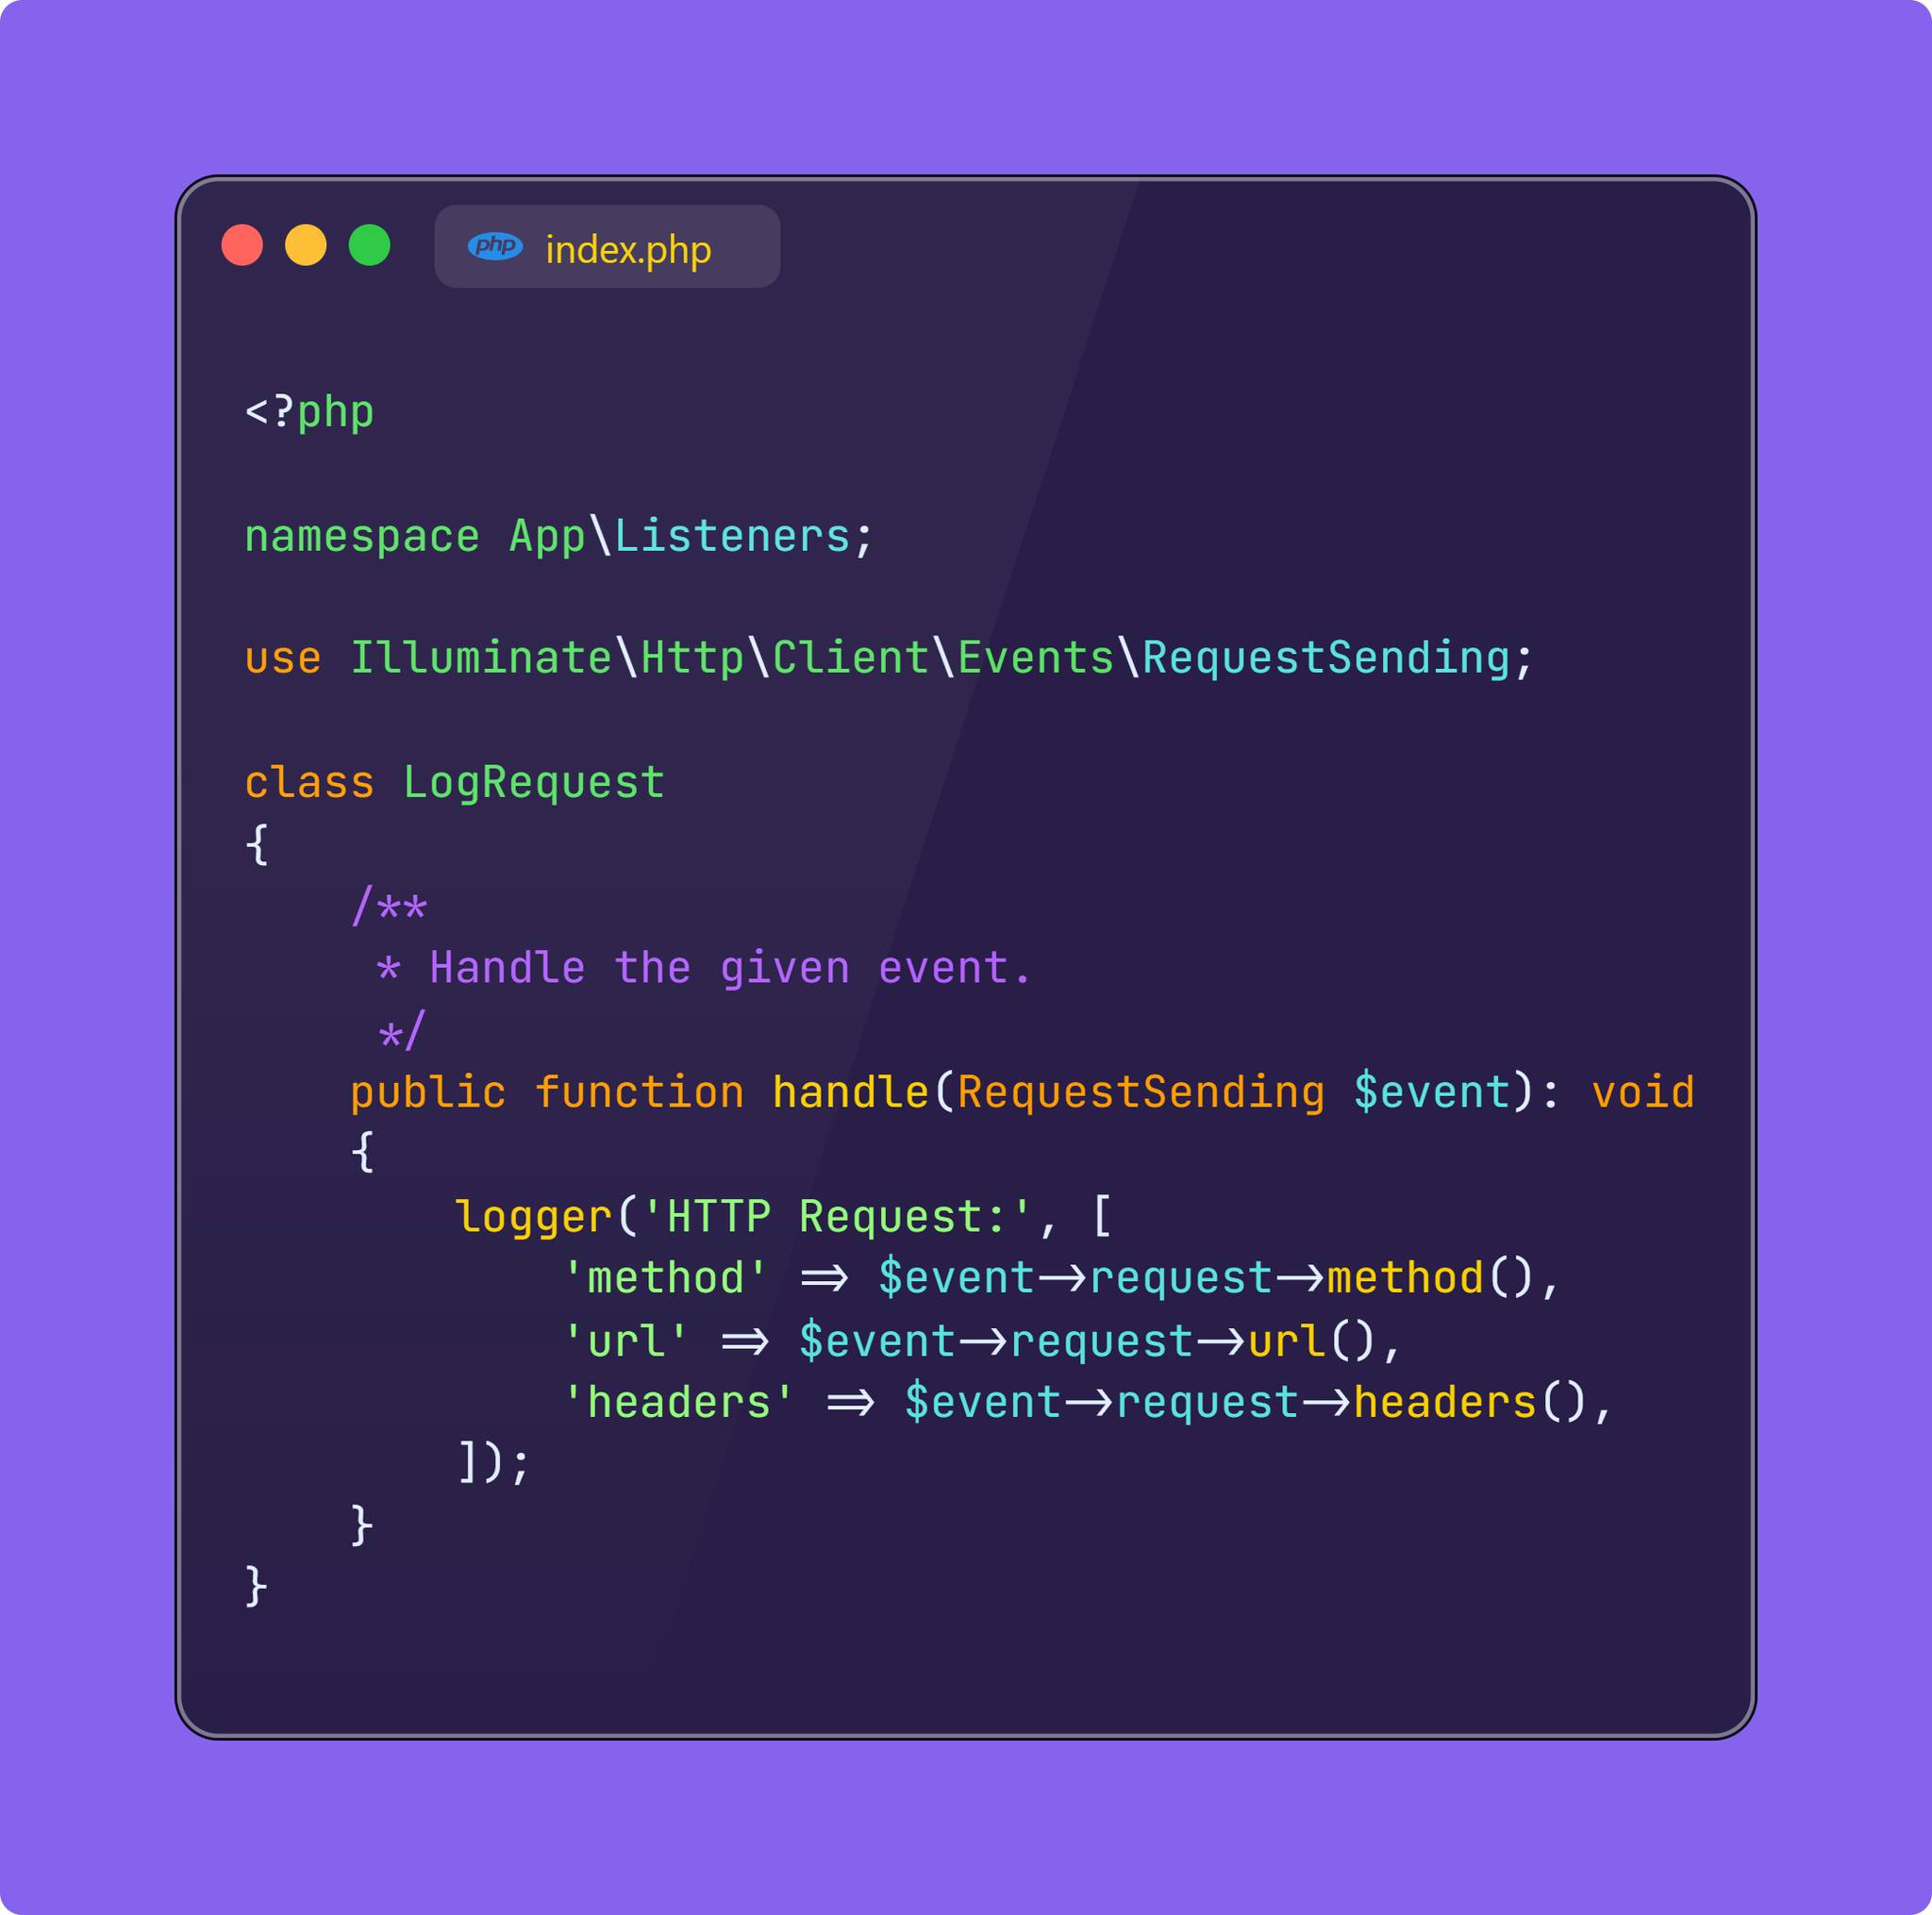 php index.php
<?php
namespace App\Listeners;
use Illuminate\Http\Client\Events\RequestSending;
class LogRequest
{
    /**
     * Handle the given event.
     */
    public function handle(RequestSending $event): void
    {
        logger('HTTP Request:', [
            'method' => $event->request->method(),
            'url' => $event->request->url(),
            'headers' => $event->request->headers(),
        ]);
    }
}